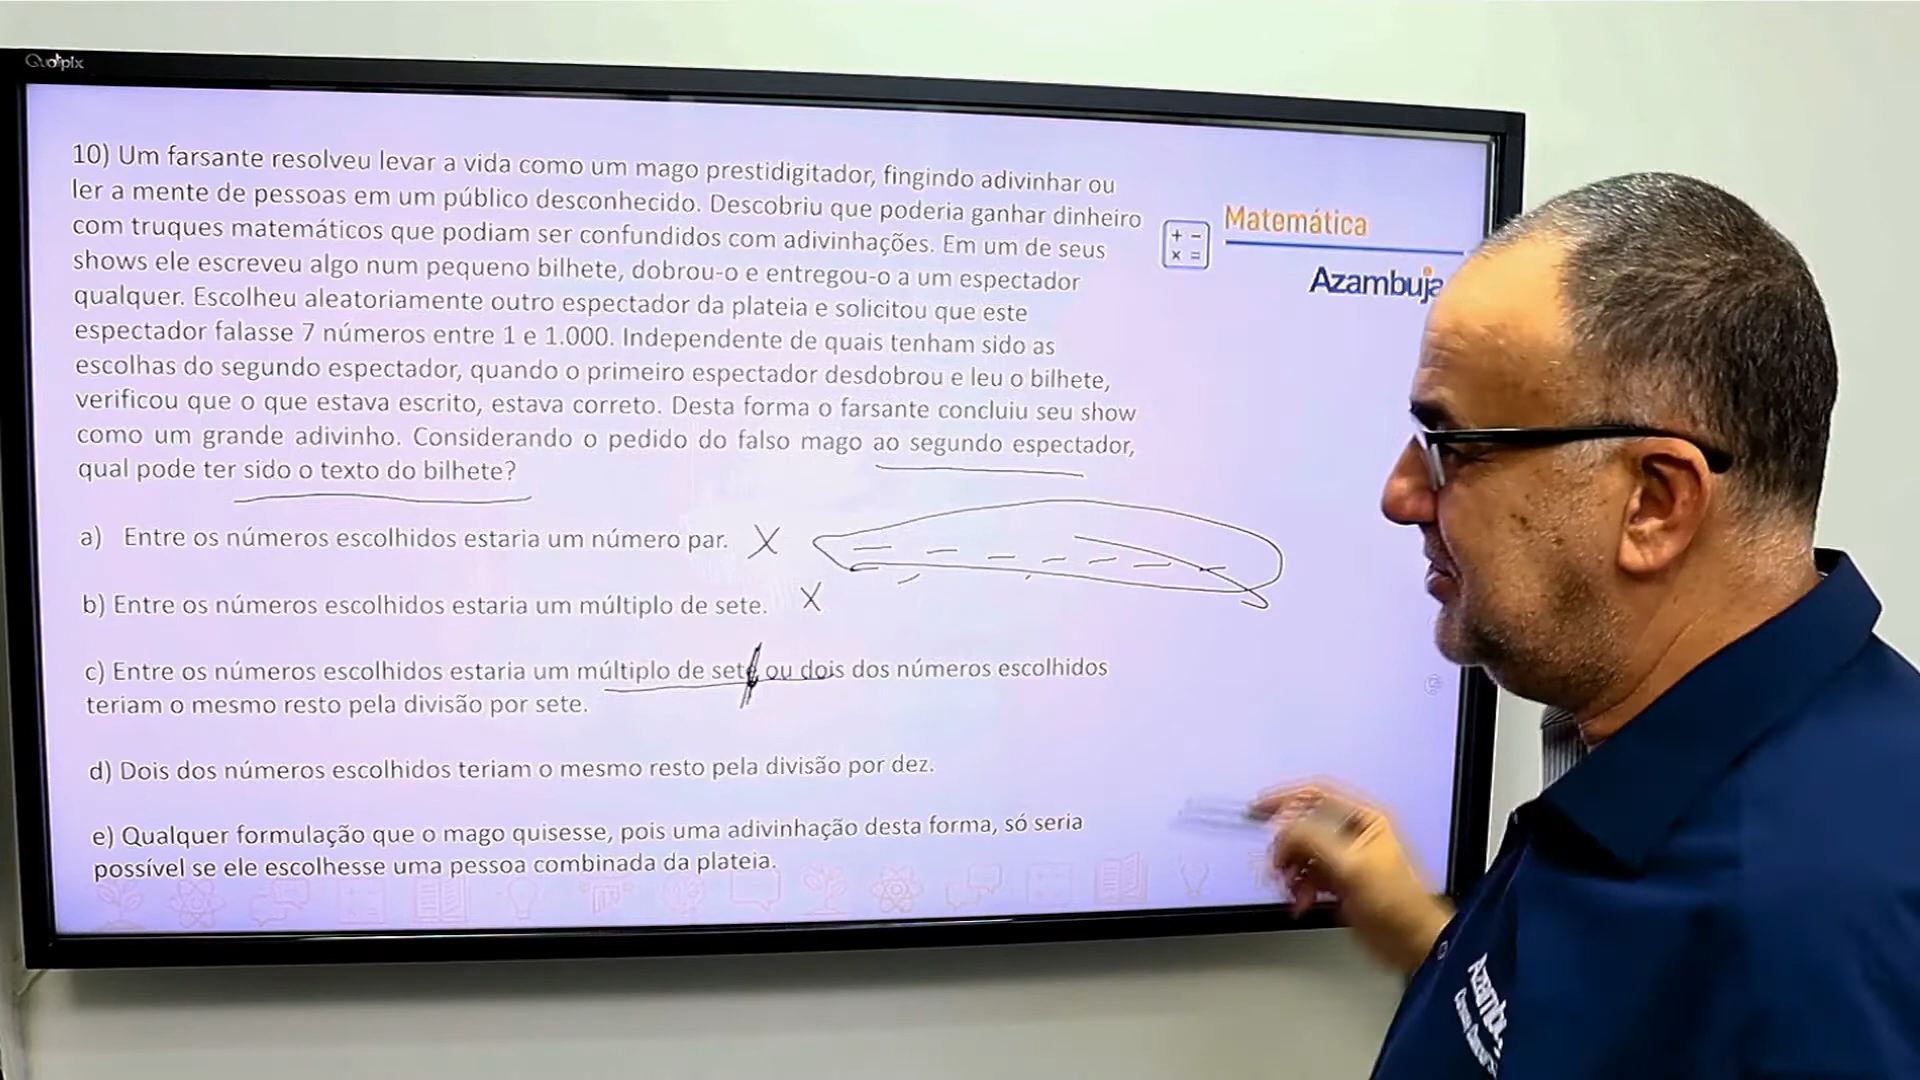 Quatpix
10) Um farsante resolveu levar a vida como um mago prestidigitador, fingindo adivinhar ou
ler a mente de pessoas em um público desconhecido. Descobriu que poderia ganhar dinheiro
com truques matemáticos que podiam ser confundidos com adivinhações. Em um de seus
shows ele escreveu algo num pequeno bilhete, dobrou-o e entregou-o a um espectador
qualquer. Escolheu aleatoriamente outro espectador da plateia e solicitou que este
espectador falasse 7 números entre 1 e 1.000. Independente de quais tenham sido as
escolhas do segundo espectador, quando o primeiro espectador desdobrou e leu o bilhete,
verificou que o que estava escrito, estava correto. Desta forma o farsante concluiu seu show
como um grande adivinho. Considerando o pedido do falso mago ao segundo espectador,
qual pode ter sido o texto do bilhete?
Matemática
Azambuja
a) Entre os números escolhidos estaria um número par. X
b) Entre os números escolhidos estaria um múltiplo de sete. X
c) Entre os números escolhidos estaria um múltiplo de sete ou dois dos números escolhidos
teriam o mesmo resto pela divisão por sete.
d) Dois dos números escolhidos teriam o mesmo resto pela divisão por dez.
e) Qualquer formulação que o mago quisesse, pois uma adivinhação desta forma, só seria
possível se ele escolhesse uma pessoa combinada da plateia.